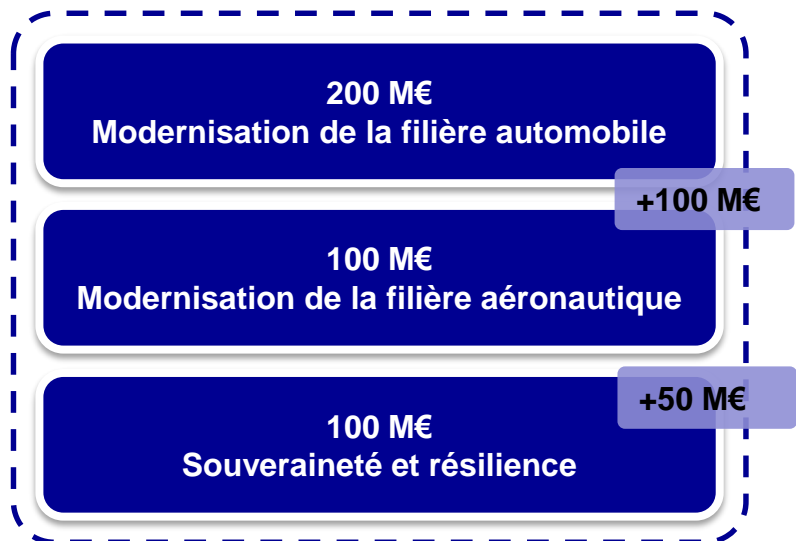 200 M€
Modernisation de la filière automobile
+100 M€
100 M€
Modernisation de la filière aéronautique
+50 M€
100 M€
Souveraineté et résilience